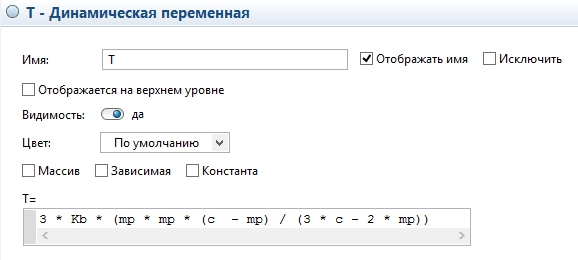 T - Динамическая переменная
Имя: T Отображать имя Исключить
Отображается на верхнем уровне
Видимость: да
Цвет: По умолчанию
Массив Зависимая Константа
T=
3 * Kb * (mp * mp * (c - mp) / (3 * c - 2 * mp))